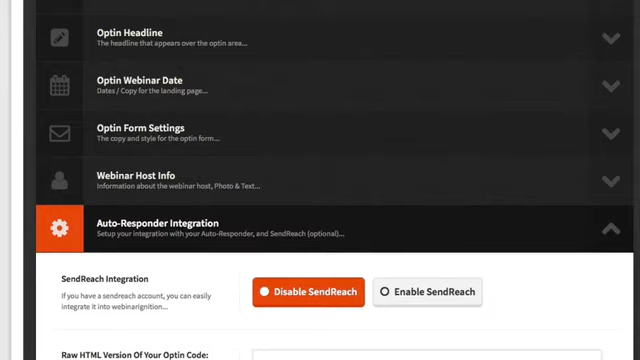 Optin Headline
The headline that appears over the optin area...
Optin Webinar Date
Dates / Copy for the landing page...
Optin Form Settings
The copy and style for the optin form...
Webinar Host Info
Information about the webinar host, Photo & Text...
Auto-Responder Integration
Setup your integration with your Auto-Responder, and SendReach (optional)...
SendReach Integration
If you have a sendreach account, you can easily
integrate it into webinarignition...
Disable SendReach
Enable SendReach
Raw HTML Version Of Your Optin Code: